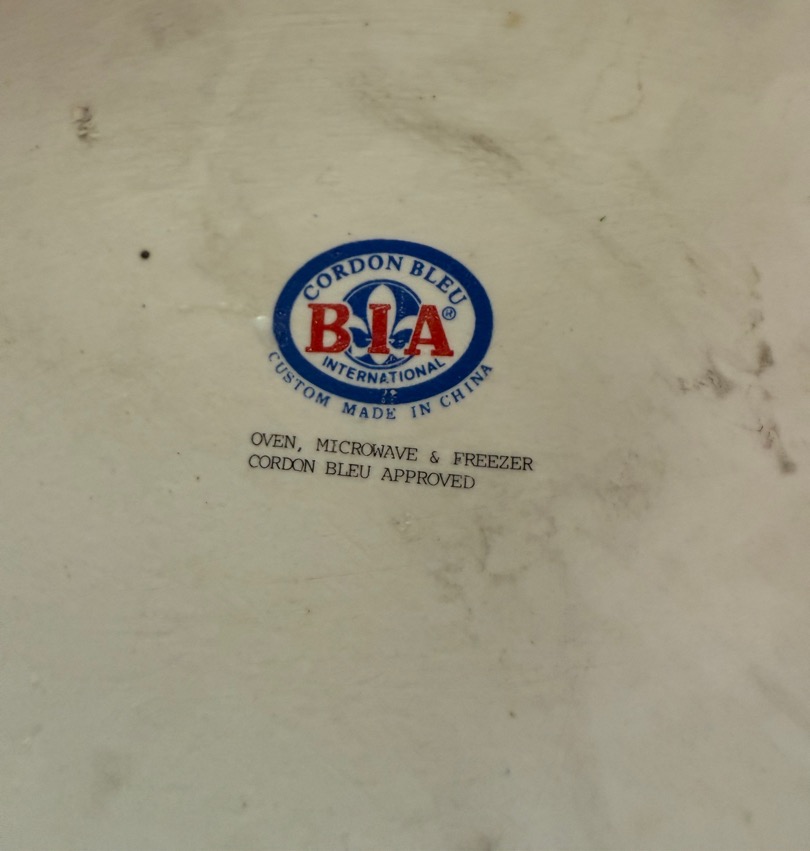 CORDON BLEU
BIA®
INTERNATIONAL
CUSTOM MADE IN CHINA
OVEN, MICROWAVE & FREEZER
CORDON BLEU APPROVED